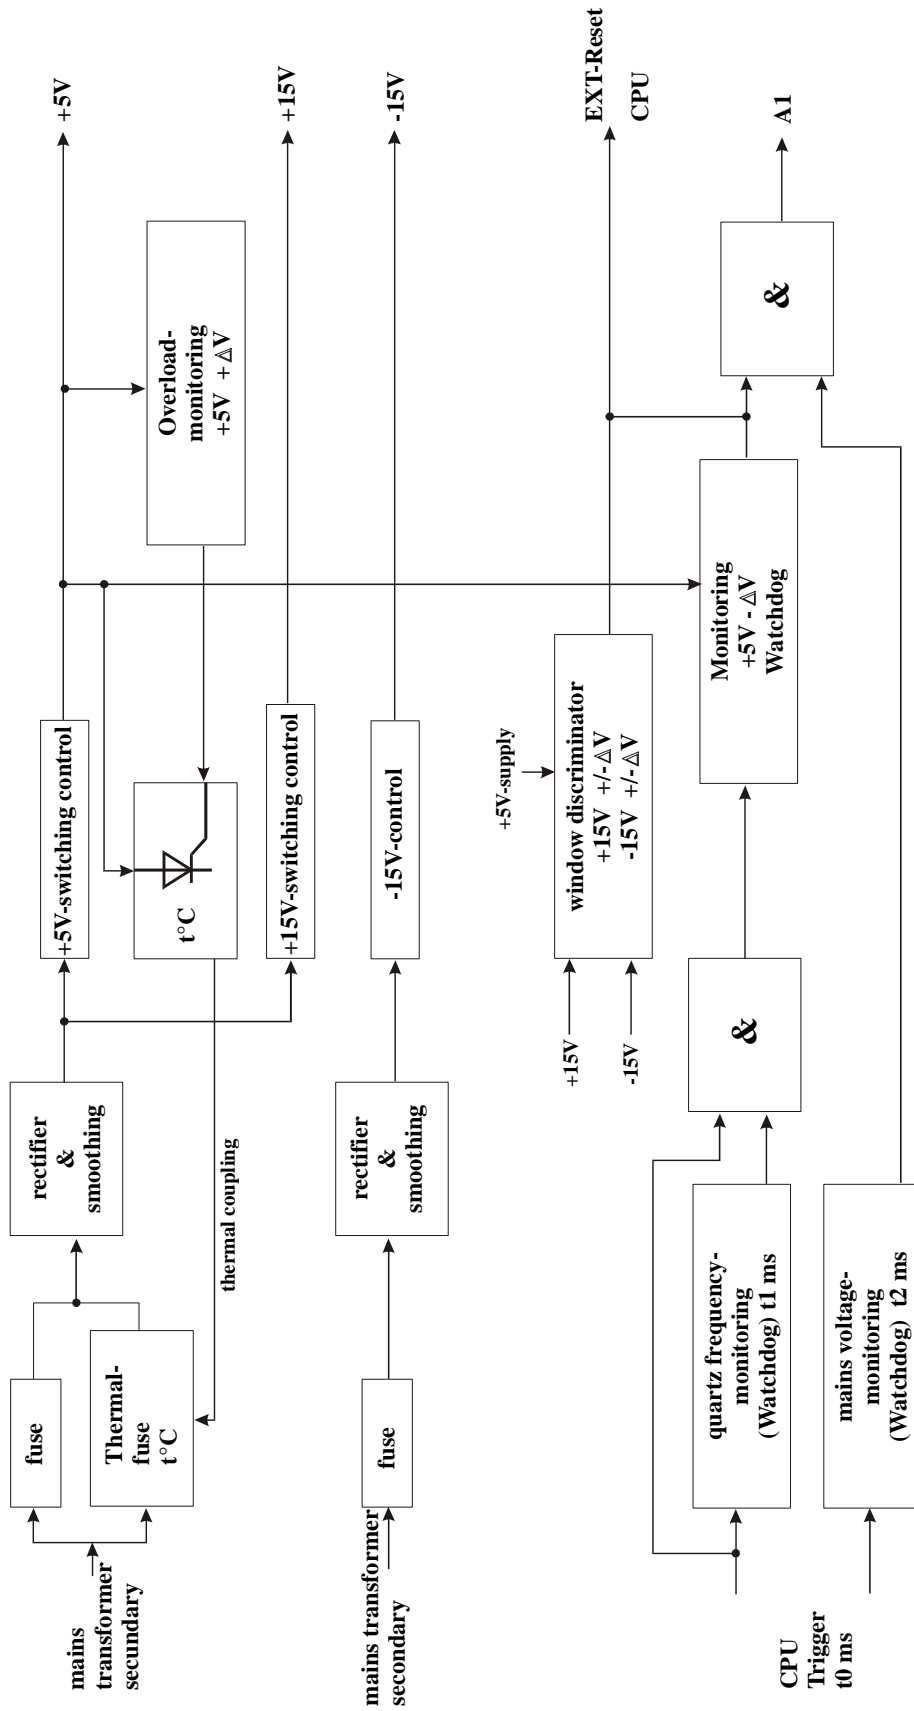 mains
transformer
secundary
fuse
Thermal-
fuse
t°C
rectifier
&
smoothing
+5V-switching control
+5V
thermal coupling
t°C
Overload-
monitoring
+5V +ΔV
+15V-switching control
+15V
mains transformer
secondary
fuse
rectifier
&
smoothing
-15V-control
-15V
+5V-supply
+15V
-15V
window discriminator
+15V +/-ΔV
-15V +/-ΔV
EXT-Reset
CPU
CPU
Trigger
t0 ms
quartz frequency-
monitoring
(Watchdog) t1 ms
mains voltage-
monitoring
(Watchdog) t2 ms
&
Monitoring
+5V - ΔV
Watchdog
&
A1